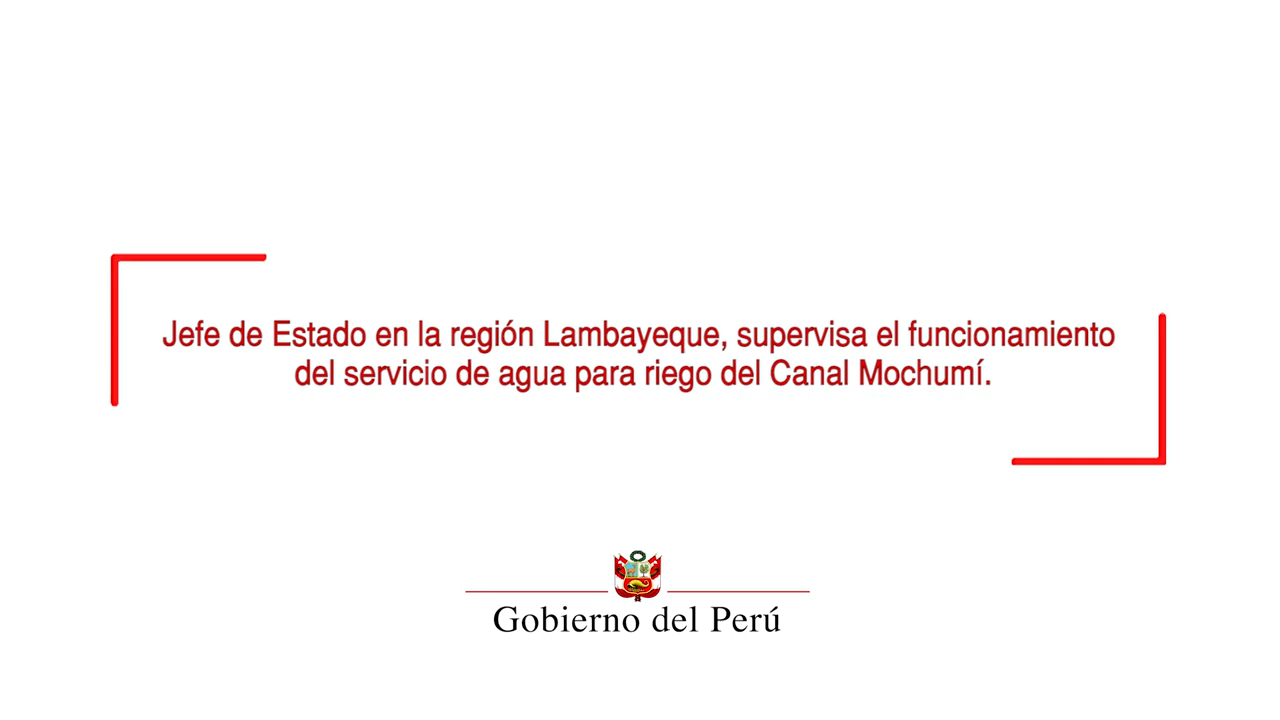 Jefe de Estado en la región Lambayeque, supervisa el funcionamiento
del servicio de agua para riego del Canal Mochumí.
Gobierno del Perú